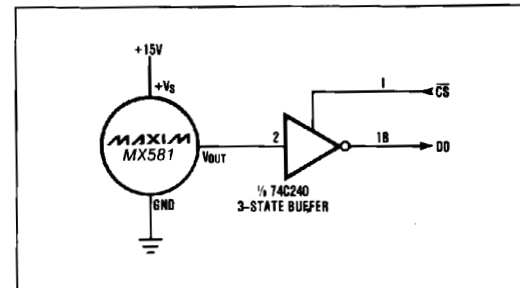 +15V
+VS
MAXIM
MX581
VOUT
GND
2
1
CS
18
DO
⅛ 74C240
3-STATE BUFFER